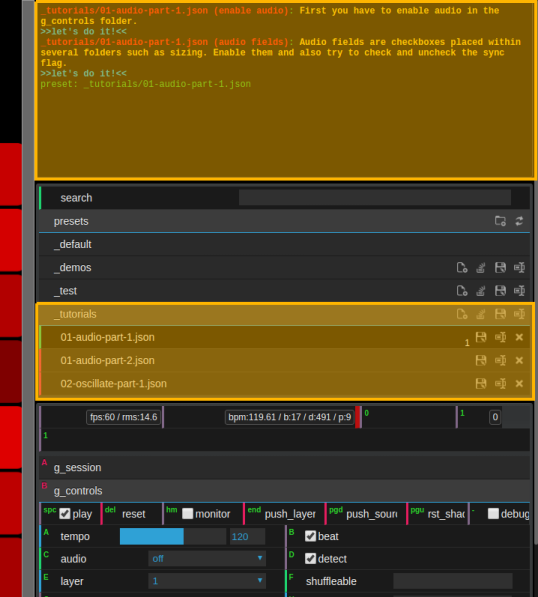 _tutorials/01-audio-part-1.json (enable audio): First you have to enable audio in the
g_controls folder.
>>let's do it!<<
_tutorials/01-audio-part-1.json (audio fields): Audio fields are checkboxes placed within
several folders such as sizing. Enable them and also try to check and uncheck the sync
flag.
>>let's do it!<<
preset: _tutorials/01-audio-part-1.json
search
presets
_default
_demos
_test
_tutorials
01-audio-part-1.json 1
01-audio-part-2.json
02-oscillate-part-1.json
fps:60 / rms:14.6 bpm:119.61 / b:17 / d:491 / p:9 0 1 0
1
A g_session
B g_controls
spc play del reset hm monitor end push_layer pgd push_sour pgu rst_shad - debug
A tempo 120 B beat
C audio off D detect
E layer 1 F shuffleable